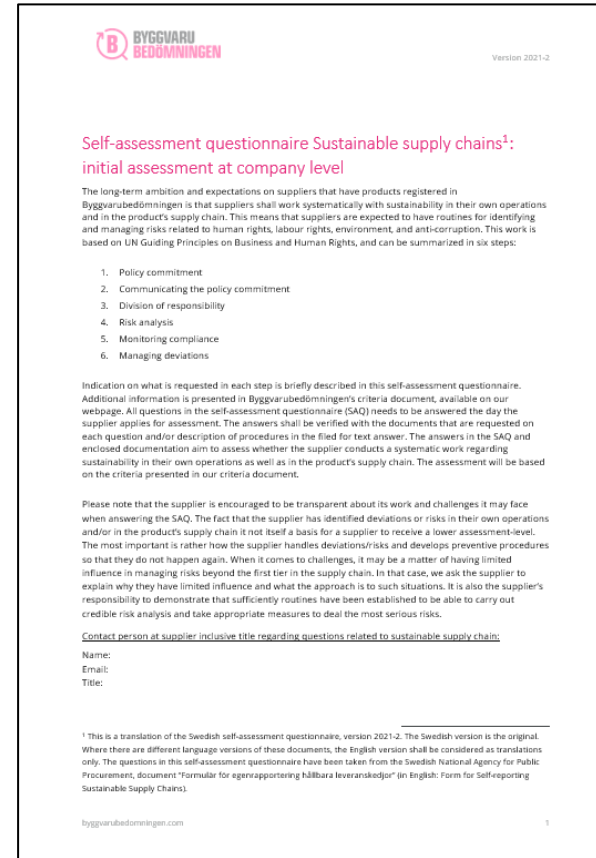 BYGGVARU
BEDÖMNINGEN
Version 2021-2
Self-assessment questionnaire Sustainable supply chains¹:
initial assessment at company level
The long-term ambition and expectations on suppliers that have products registered in
Byggvarubedömningen is that suppliers shall work systematically with sustainability in their own operations
and in the product's supply chain. This means that suppliers are expected to have routines for identifying
and managing risks related to human rights, labour rights, environment, and anti-corruption. This work is
based on UN Guiding Principles on Business and Human Rights, and can be summarized in six steps:
1. Policy commitment
2. Communicating the policy commitment
3. Division of responsibility
4. Risk analysis
5. Monitoring compliance
6. Managing deviations
Indication on what is requested in each step is briefly described in this self-assessment questionnaire.
Additional information is presented in Byggvarubedömningen's criteria document, available on our
webpage. All questions in the self-assessment questionnaire (SAQ) needs to be answered the day the
supplier applies for assessment. The answers shall be verified with the documents that are requested on
each question and/or description of procedures in the filed for text answer. The answers in the SAQ and
enclosed documentation aim to assess whether the supplier conducts a systematic work regarding
sustainability in their own operations as well as in the product's supply chain. The assessment will be based
on the criteria presented in our criteria document.
Please note that the supplier is encouraged to be transparent about its work and challenges it may face
when answering the SAQ. The fact that the supplier has identified deviations or risks in their own operations
and/or in the product's supply chain it not itself a basis for a supplier to receive a lower assessment-level.
The most important is rather how the supplier handles deviations/risks and develops preventive procedures
so that they do not happen again. When it comes to challenges, it may be a matter of having limited
influence in managing risks beyond the first tier in the supply chain. In that case, we ask the supplier to
explain why they have limited influence and what the approach is to such situations. It is also the supplier's
responsibility to demonstrate that sufficiently routines have been established to be able to carry out
credible risk analysis and take appropriate measures to deal the most serious risks.
Contact person at supplier inclusive title regarding questions related to sustainable supply chain:
Name:
Email:
Title:
¹ This is a translation of the Swedish self-assessment questionnaire, version 2021-2. The Swedish version is the original.
Where there are different language versions of these documents, the English version shall be considered as translations
only. The questions in this self-assessment questionnaire have been taken from the Swedish National Agency for Public
Procurement, document "Formulär för egenrapportering hållbara leveranskedjor" (in English: Form for Self-reporting
Sustainable Supply Chains).
byggvarubedomningen.com 1